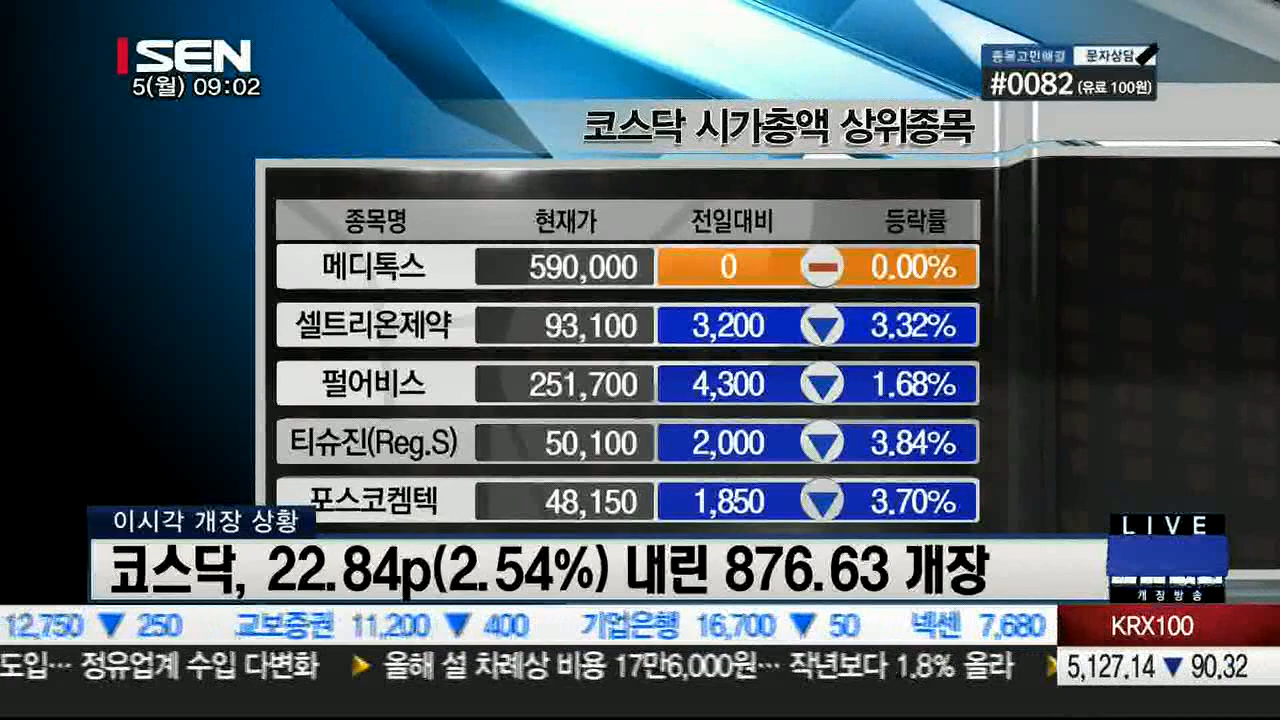 SEN
5(월) 09:02
종목고민해결 문자상담
#0082 (유료 100원)
코스닥 시가총액 상위종목
종목명 현재가 전일대비 등락률
메디톡스 590,000 0 0.00%
셀트리온제약 93,100 3,200 ▼ 3.32%
펄어비스 251,700 4,300 ▼ 1.68%
티슈진(Reg.S) 50,100 2,000 ▼ 3.84%
포스코켐텍 48,150 1,850 ▼ 3.70%
이시각 개장 상황
코스닥, 22.84p(2.54%) 내린 876.63 개장
LIVE
개장방송
12,750 ▼ 250 교보증권 11,200 ▼ 400 기업은행 16,700 ▼ 50 넥센 7,680
KRX100
도입… 정유업계 수입 다변화 ▶ 올해 설 차례상 비용 17만6,000원… 작년보다 1.8% 올라
5,127.14 ▼ 90.32